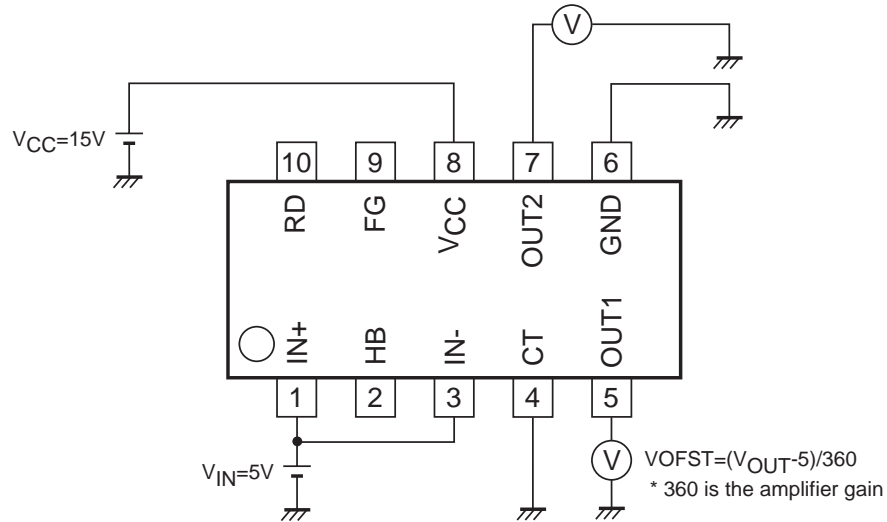 V
VCC=15V
10 9 8 7 6
RD FG VCC OUT2 GND
IN+ HB IN- CT OUT1
1 2 3 4 5
VIN=5V
V VOFST=(VOUT-5)/360
* 360 is the amplifier gain